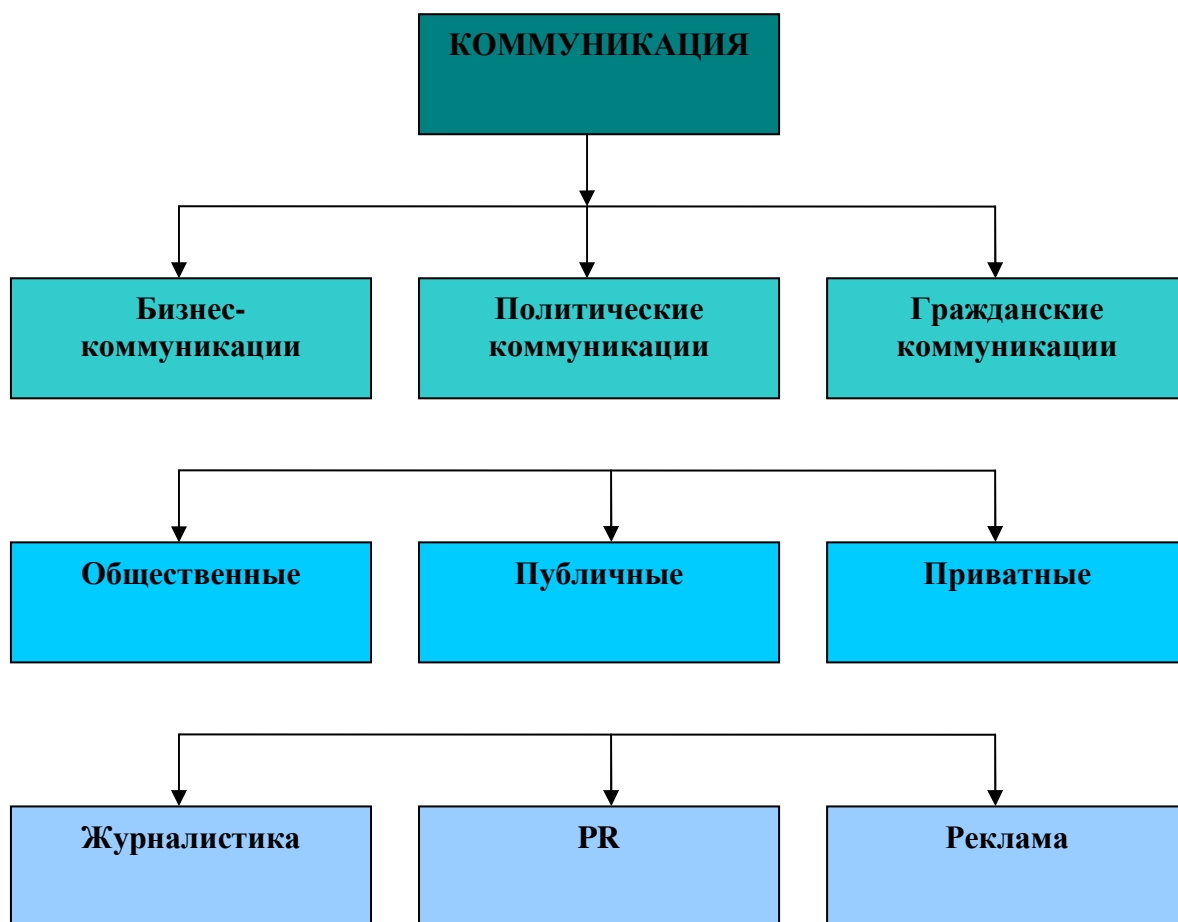 КОММУНИКАЦИЯ
Бизнес-
коммуникации
Политические
коммуникации
Гражданские
коммуникации
Общественные
Публичные
Приватные
Журналистика
PR
Реклама